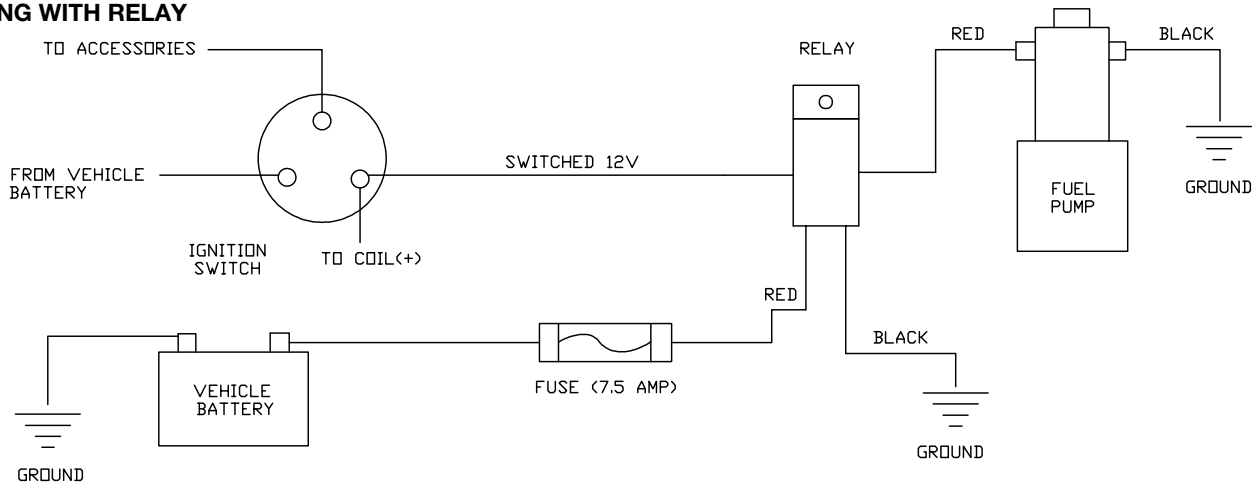 NG WITH RELAY
TO ACCESSORIES
RELAY
RED
BLACK
FROM VEHICLE
BATTERY
SWITCHED 12V
FUEL
PUMP
GROUND
IGNITION
SWITCH
TO COIL(+)
RED
BLACK
VEHICLE
BATTERY
FUSE (7.5 AMP)
GROUND
GROUND